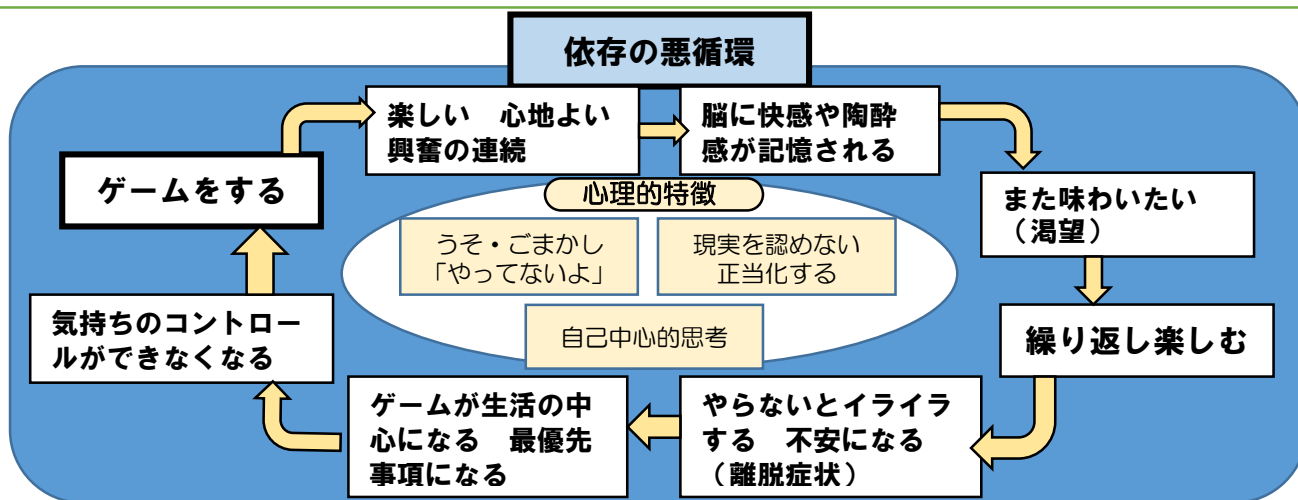 依存の悪循環
ゲームをする
楽しい　心地よい
興奮の連続
脳に快感や陶酔
感が記憶される
また味わいたい
（渇望）
繰り返し楽しむ
やらないとイライラ
する　不安になる
（離脱症状）
ゲームが生活の中
心になる　最優先
事項になる
気持ちのコントロー
ルができなくなる
心理的特徴
うそ・ごまかし
「やってないよ」
現実を認めない
正当化する
自己中心的思考